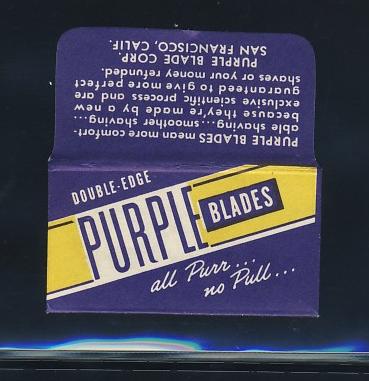 PURPLE BLADES mean more comfort-
able shaving....smoother shaving...
because they're made by a new
exclusive scientific process and are
guaranteed to give more perfect
shaves or your money refunded.
PURPLE BLADE CORP.
SAN FRANCISCO, CALIF.
DOUBLE-EDGE
PURPLE
BLADES
all Purr...
no Pull...